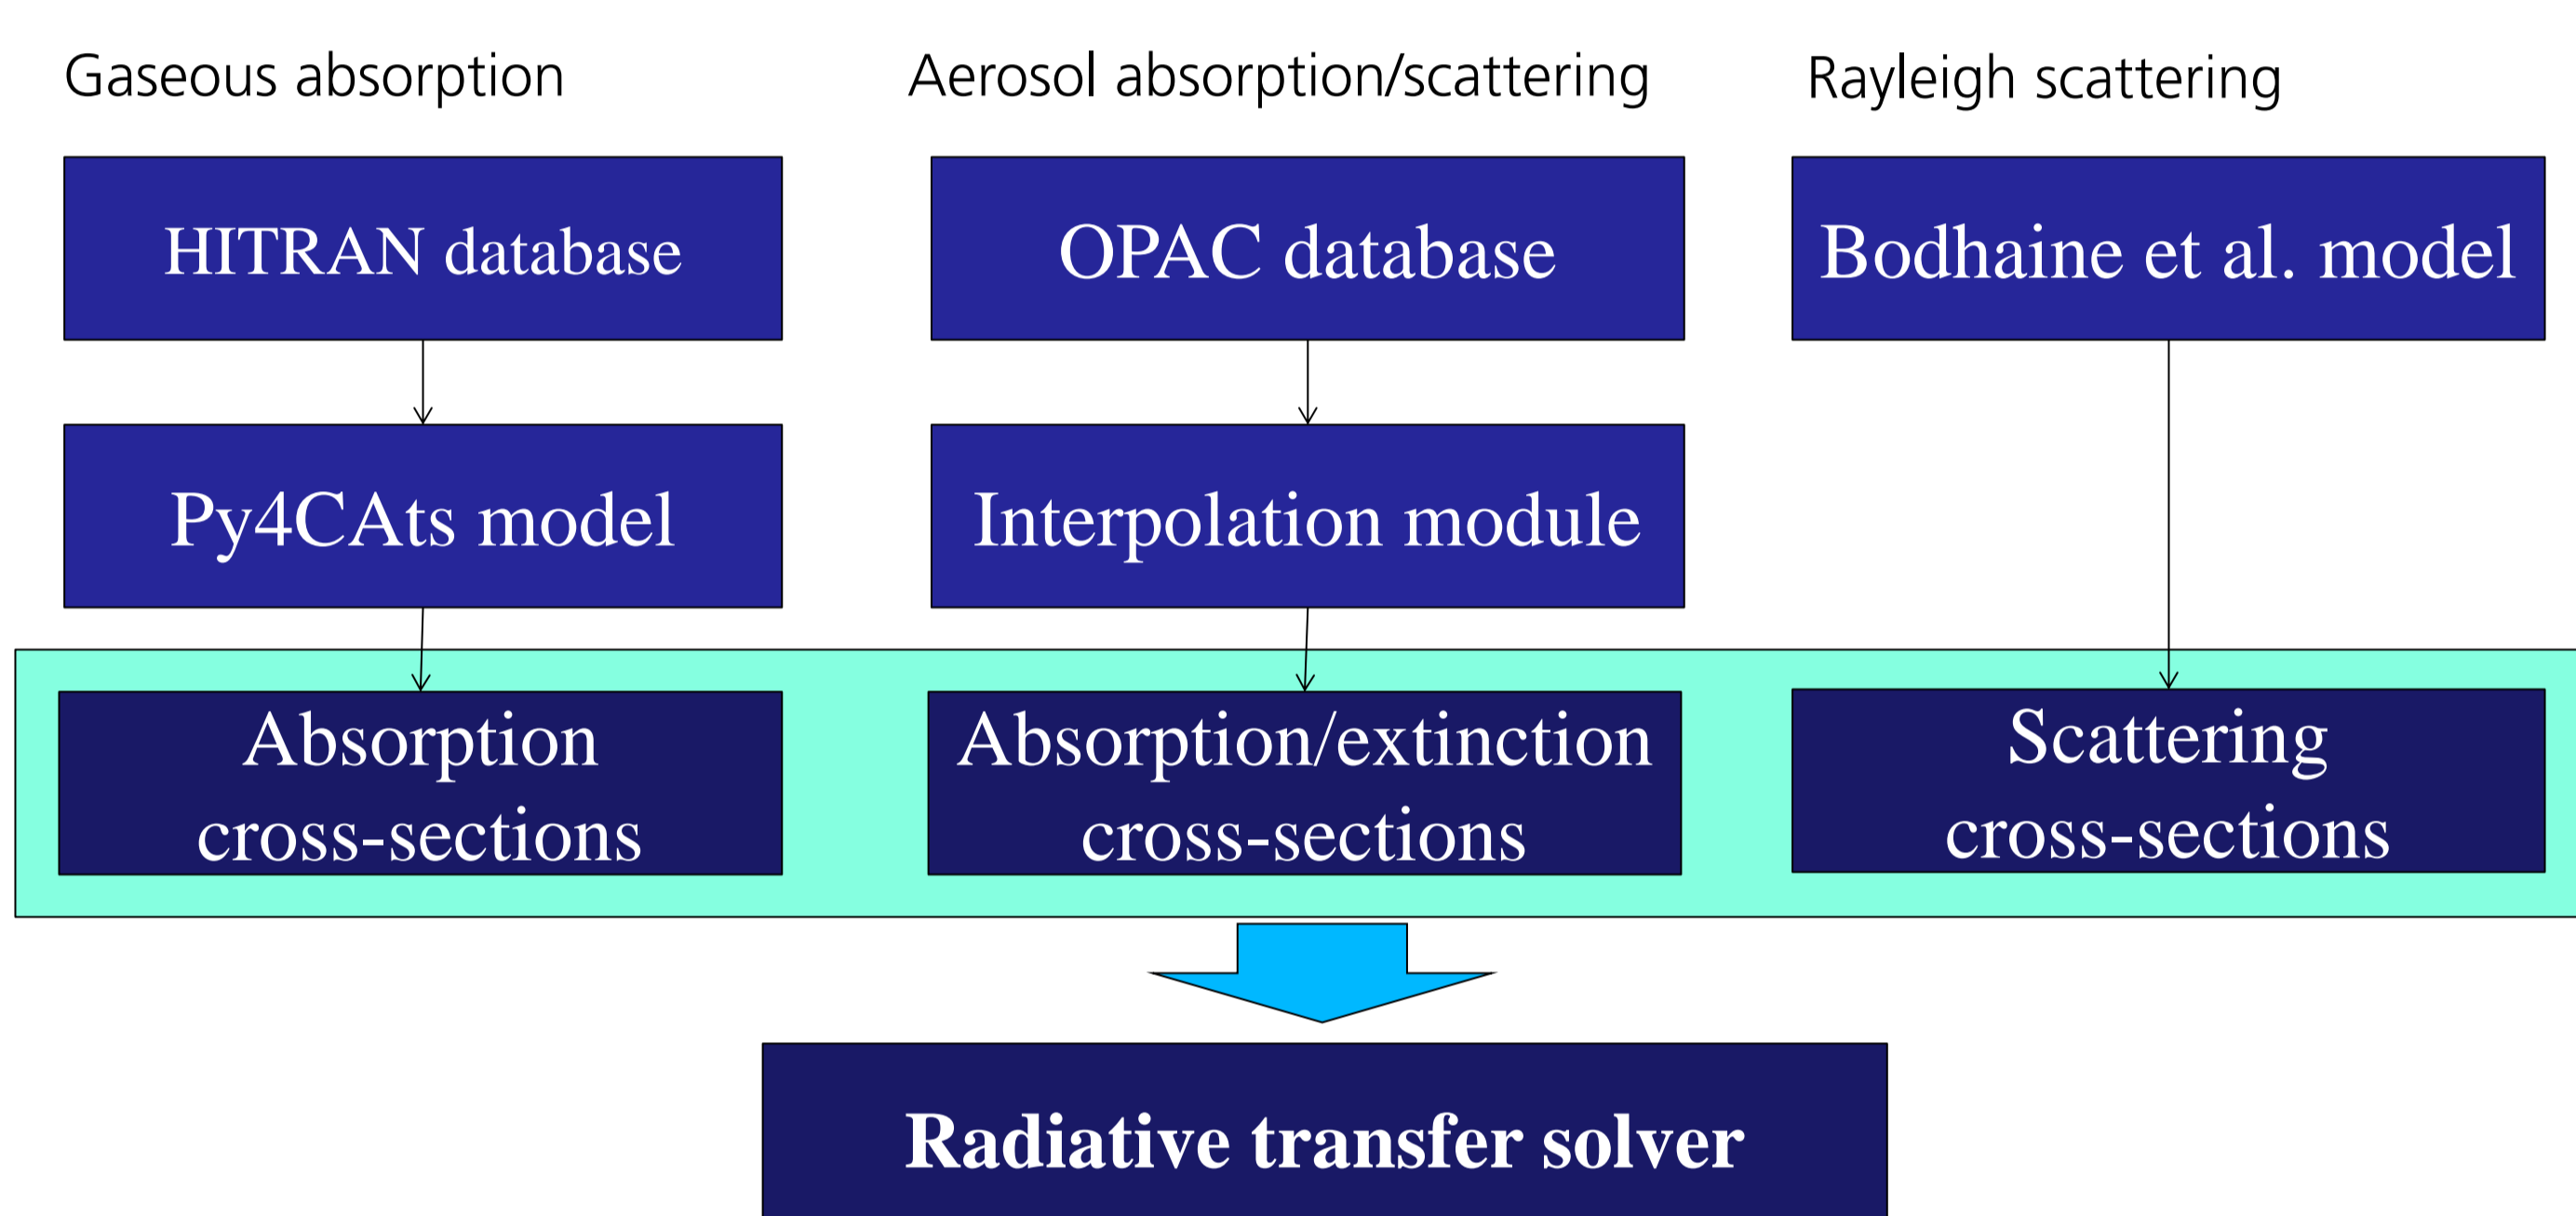 Gaseous absorption
Aerosol absorption/scattering
Rayleigh scattering
HITRAN database
OPAC database
Bodhaine et al. model
Py4CAts model
Interpolation module
Absorption
cross-sections
Absorption/extinction
cross-sections
Scattering
cross-sections
Radiative transfer solver